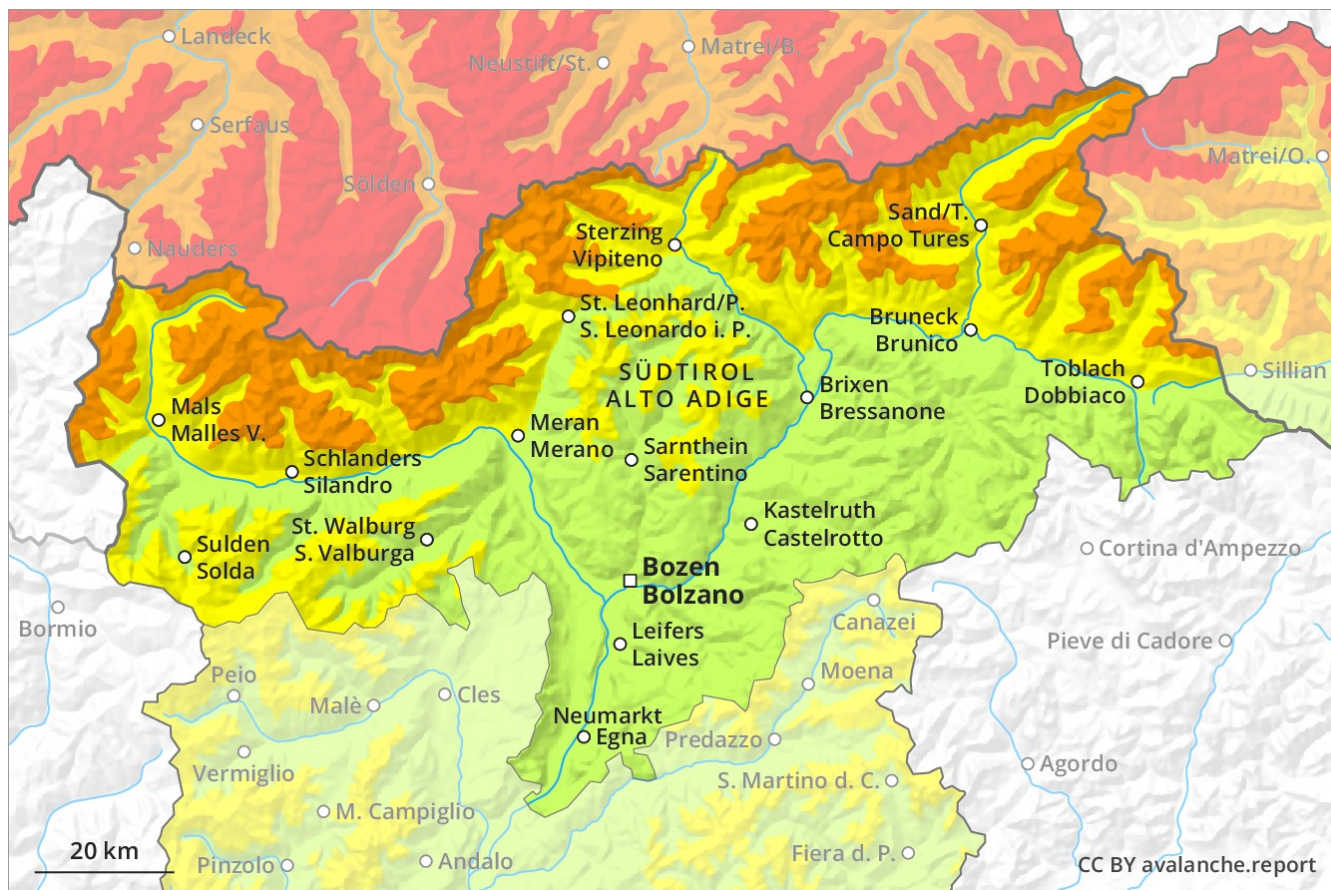 Landeck
Matrei/B.
Neustift/St.
Serfaus
Matrei/O.
Sölden
Sand/T.
Campo Tures
Sterzing
Vipiteno
Nauders
St. Leonhard/P.
S. Leonardo i. P.
Bruneck
Brunico
Toblach
Dobbiaco
Sillian
SÜDTIROL
ALTO ADIGE
Brixen
Bressanone
Mals
Malles V.
Meran
Merano
Sarnthein
Sarentino
Schlanders
Silandro
Kastelruth
Castelrotto
St. Walburg
S. Valburga
Sulden
Solda
Cortina d'Ampezzo
Bozen
Bolzano
Bormio
Canazei
Leifers
Laives
Pieve di Cadore
Peio
Moena
Malè
Cles
Neumarkt
Egna
Predazzo
Vermiglio
Agordo
S. Martino d. C.
M. Campiglio
20 km
Pinzolo
Andalo
Fiera d. P.
CC BY avalanche.report